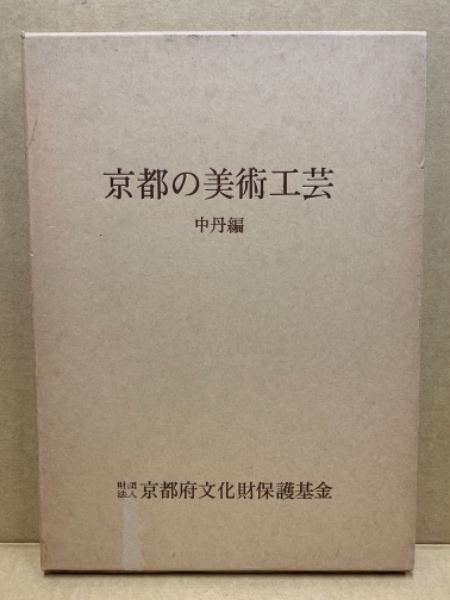 京都の美術工芸
中丹編
財団法人 京都府文化財保護基金